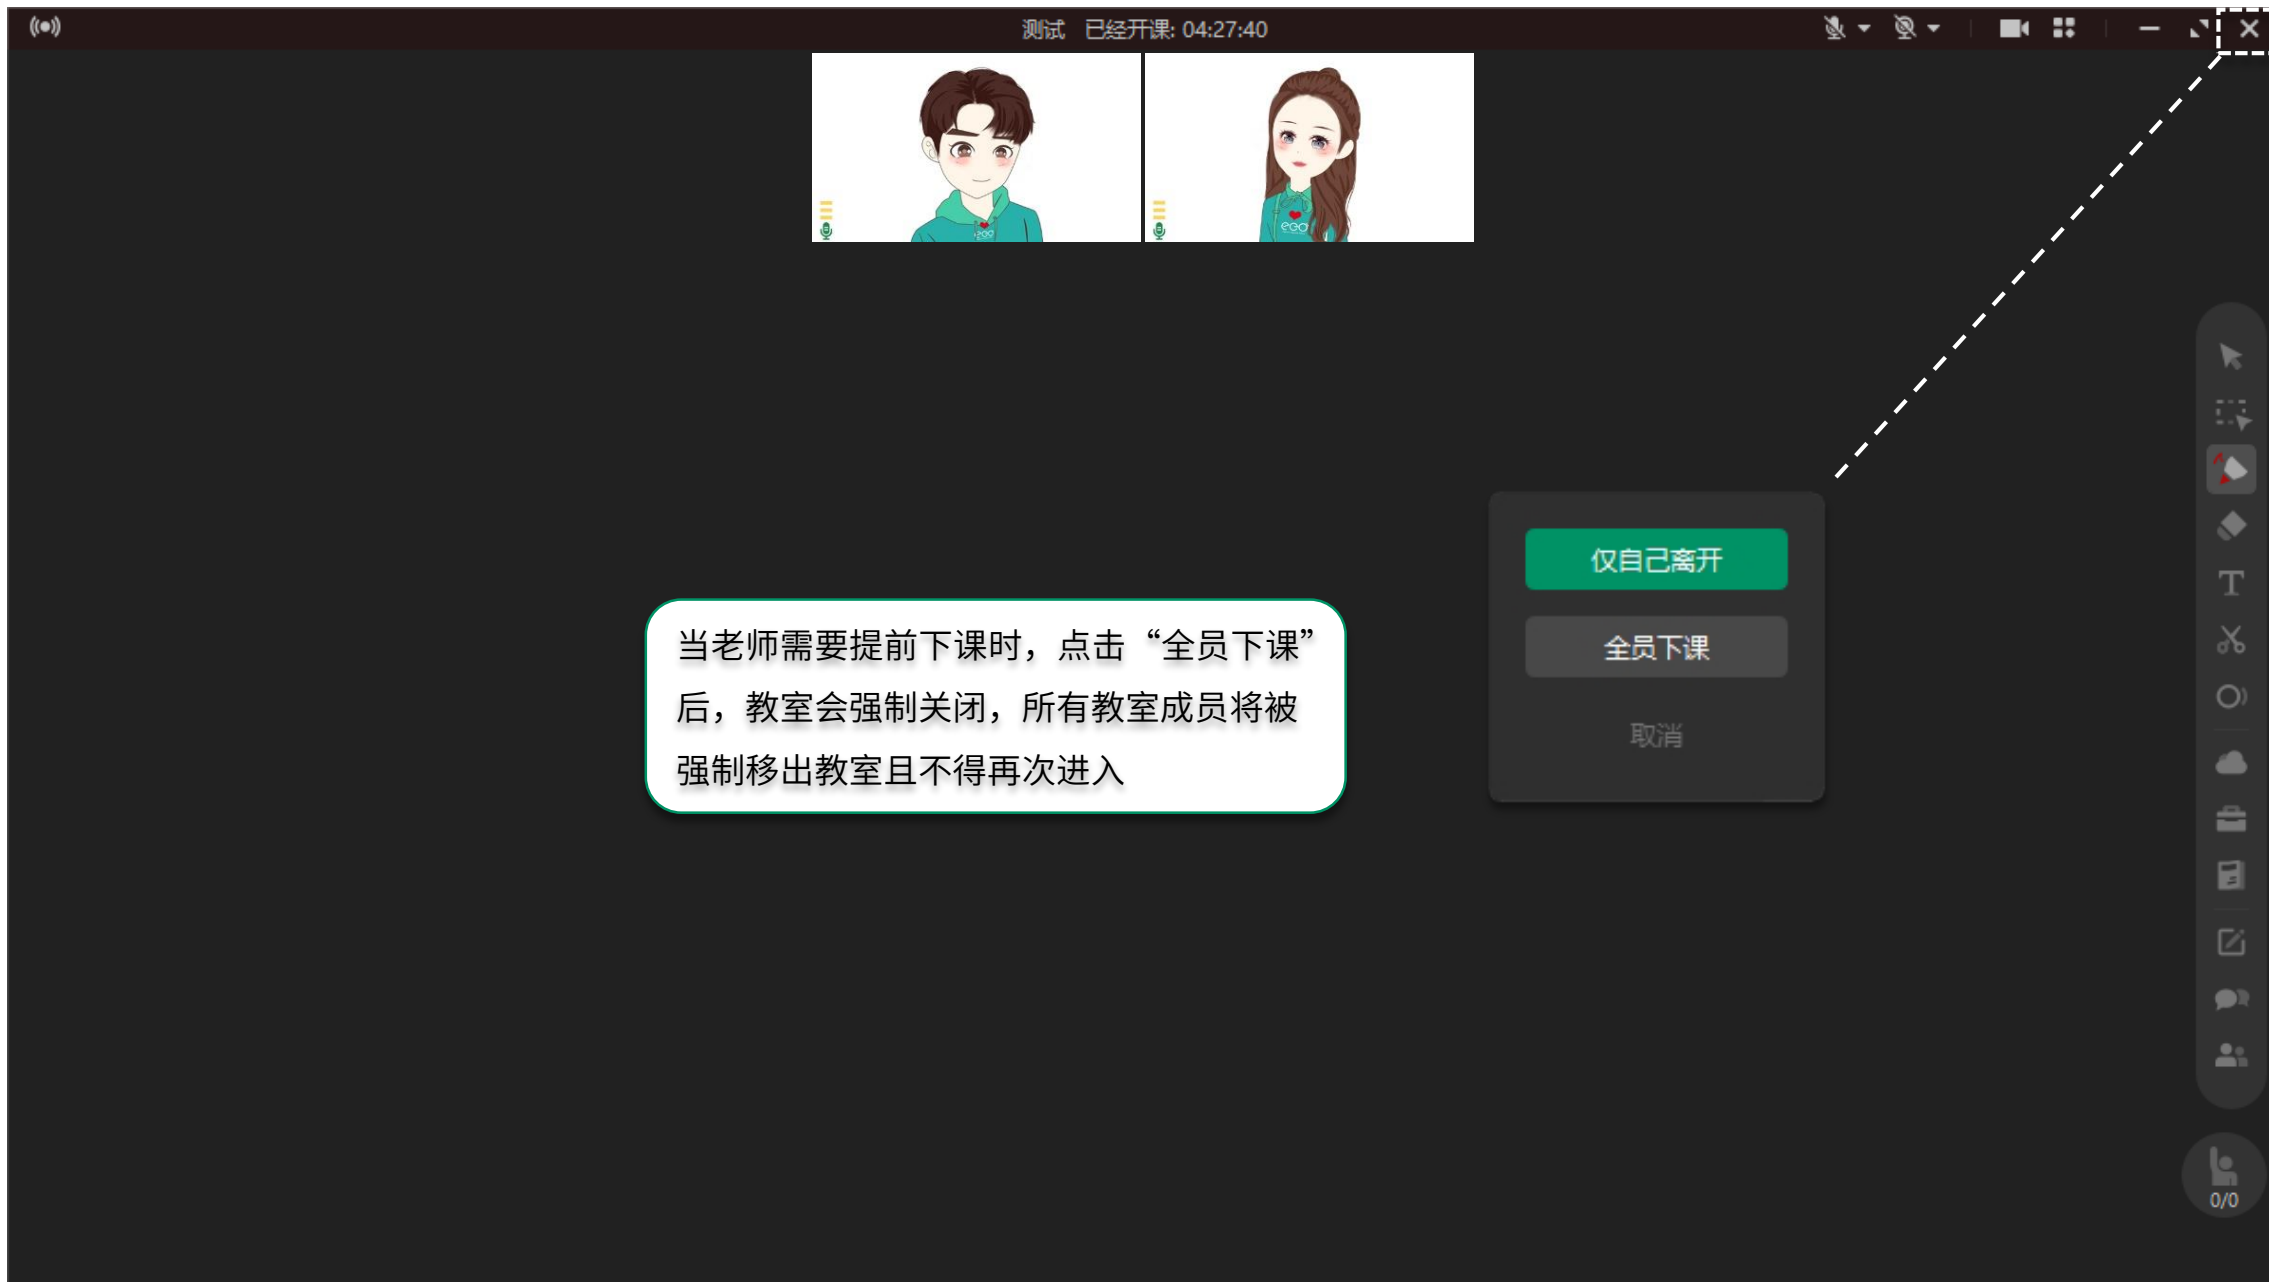 测试 已经开课: 04:27:40
eeo
eeo
仅自己离开
全员下课
取消
当老师需要提前下课时，点击“全员下课”
后，教室会强制关闭，所有教室成员将被
强制移出教室且不得再次进入
T
0/0